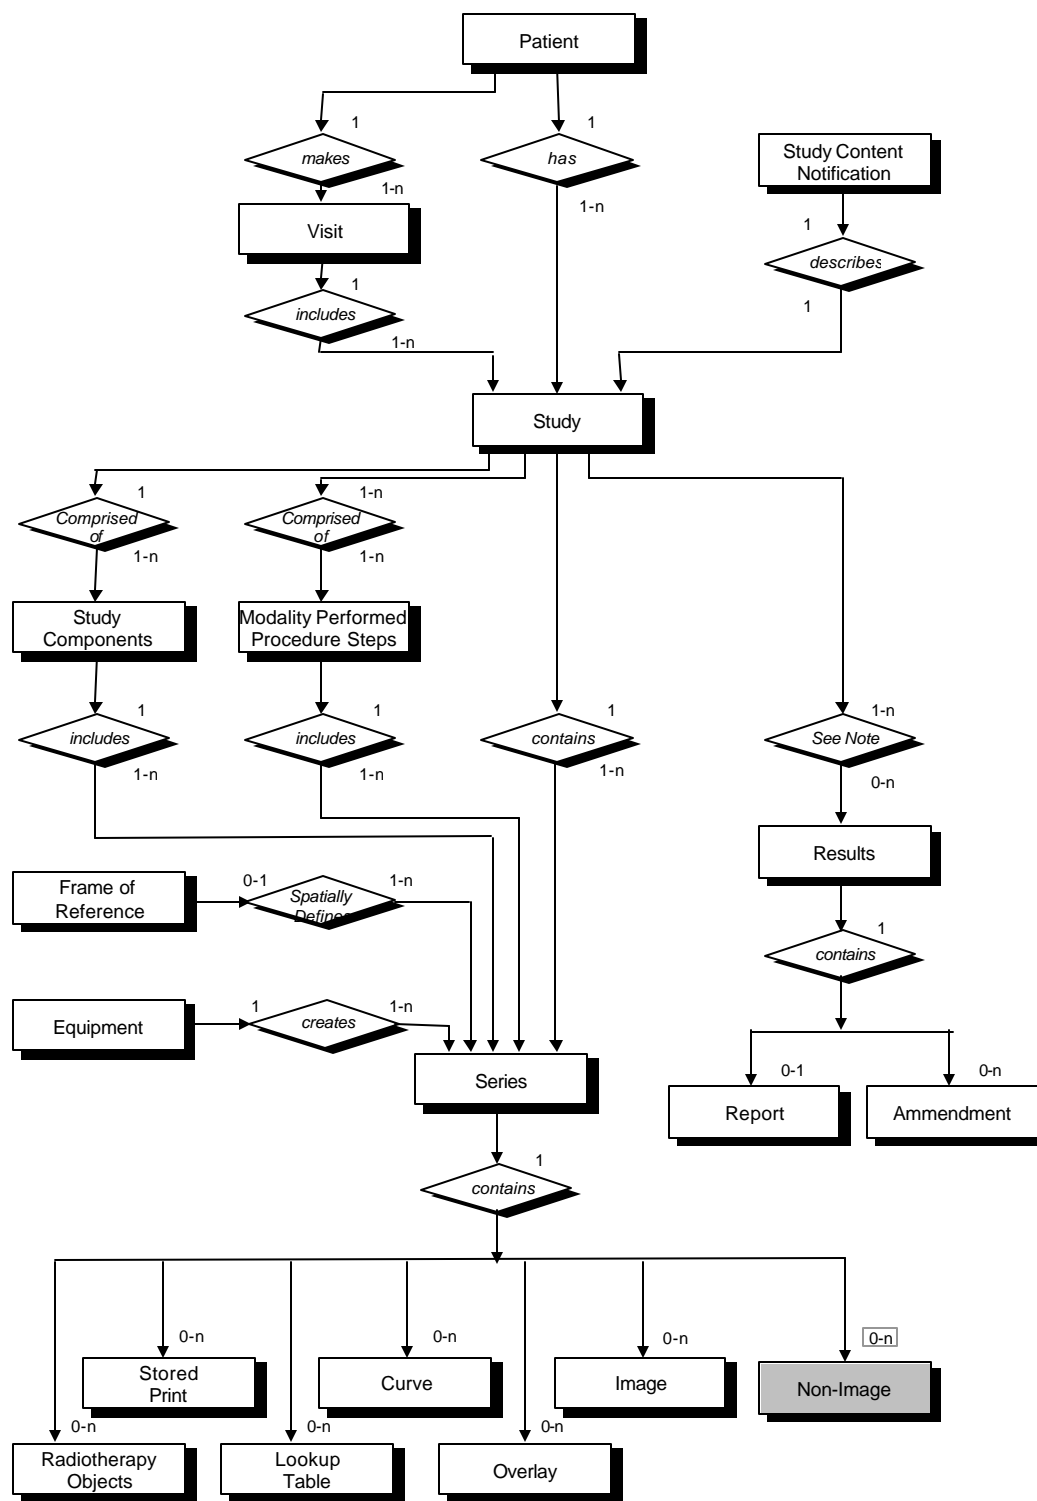 Patient
1
1
makes
has
Study Content
Notification
1-n
1-n
Visit
1
describes
1
includes
1
1-n
Study
1
1-n
Comprised
of
Comprised
of
1-n
1-n
Study
Components
Modality Performed
Procedure Steps
1
1
1
1-n
includes
includes
contains
See Note
1-n
1-n
1-n
0-n
Results
Frame of
Reference
0-1
Spatially
Defines
1-n
1
contains
Equipment
1
creates
1-n
Series
0-1
0-n
Report
Ammendment
1
contains
0-n
0-n
0-n
0-n
Stored
Print
Curve
Image
Non-Image
0-n
0-n
0-n
Radiotherapy
Objects
Lookup
Table
Overlay